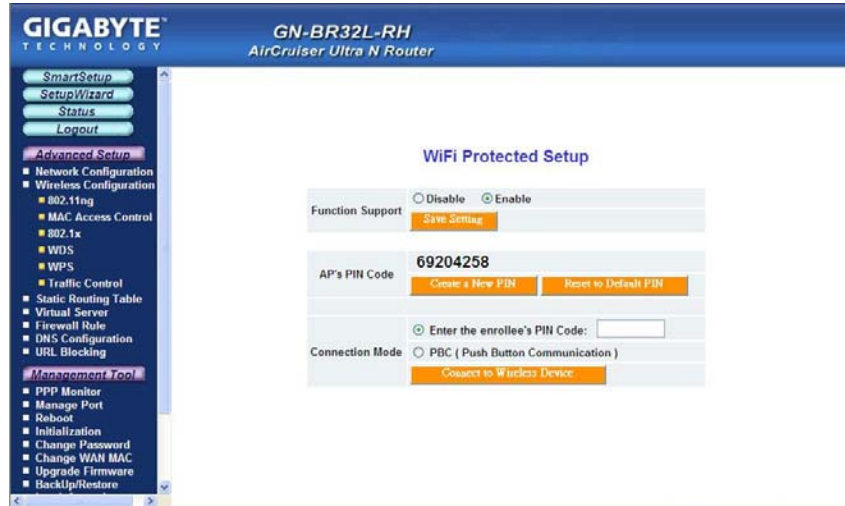 GIGABYTE
TECHNOLOGY
GN-BR32L-RH
AirCruiser Ultra N Router
SmartSetup
SetupWizard
Status
Logout
Advanced Setup
Network Configuration
Wireless Configuration
802.11ng
MAC Access Control
802.1x
WDS
WPS
Traffic Control
Static Routing Table
Virtual Server
Firewall Rule
DNS Configuration
URL Blocking
Management Tool
PPP Monitor
Manage Port
Reboot
Initialization
Change Password
Change WAN MAC
Upgrade Firmware
BackUp/Restore
WiFi Protected Setup
Function Support
Disable Enable
Save Setting
AP's PIN Code
69204258
Create a New PIN Reset to Default PIN
Connection Mode
Enter the enrollee's PIN Code:
PBC ( Push Button Communication )
Connect to Wireless Device